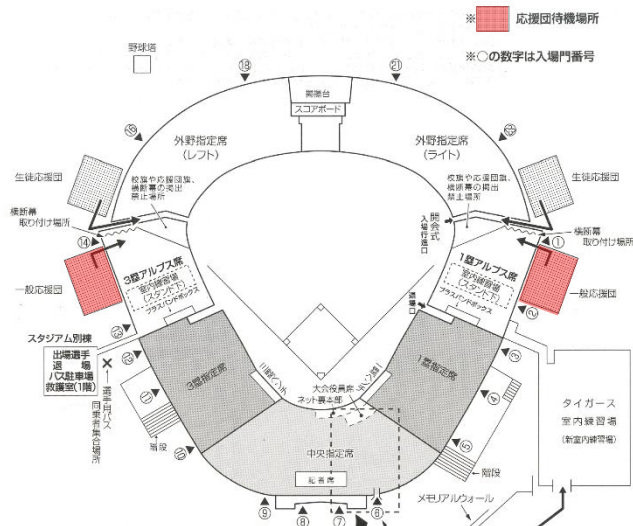 ※ 応援団待機場所
※○の数字は入場門番号
野球塔
⑱
㉑
開揚台
スコアボード
外野指定席
(レフト)
外野指定席
(ライト)
生徒応援団
生徒応援団
校旗や応援団旗、
横断幕の掲出
禁止場所
校旗や応援団旗、
横断幕の掲出
禁止場所
横断幕
取り付け場所
横断幕
取り付け場所
開会式
入場行進口
⑭
①
3塁アルプス席
室内練習場
(スタンド下)
ブラスバンドボックス
1塁アルプス席
室内練習場
(スタンド下)
ブラスバンドボックス
一般応援団
一般応援団
退場口
⑬
②
スタジアム別棟
出場選手
退場
バス駐車場
救護室(1階)
⑫
③
選手用バス
同乗者集合場所
⑪
④
3塁指定席
1塁指定席
大会役員席
ネット裏本部
タイガース
室内練習場
(新室内練習場)
⑩
⑤
階段
階段
中央指定席
記者席
メモリアルウォール
⑨
⑧
⑦
⑥